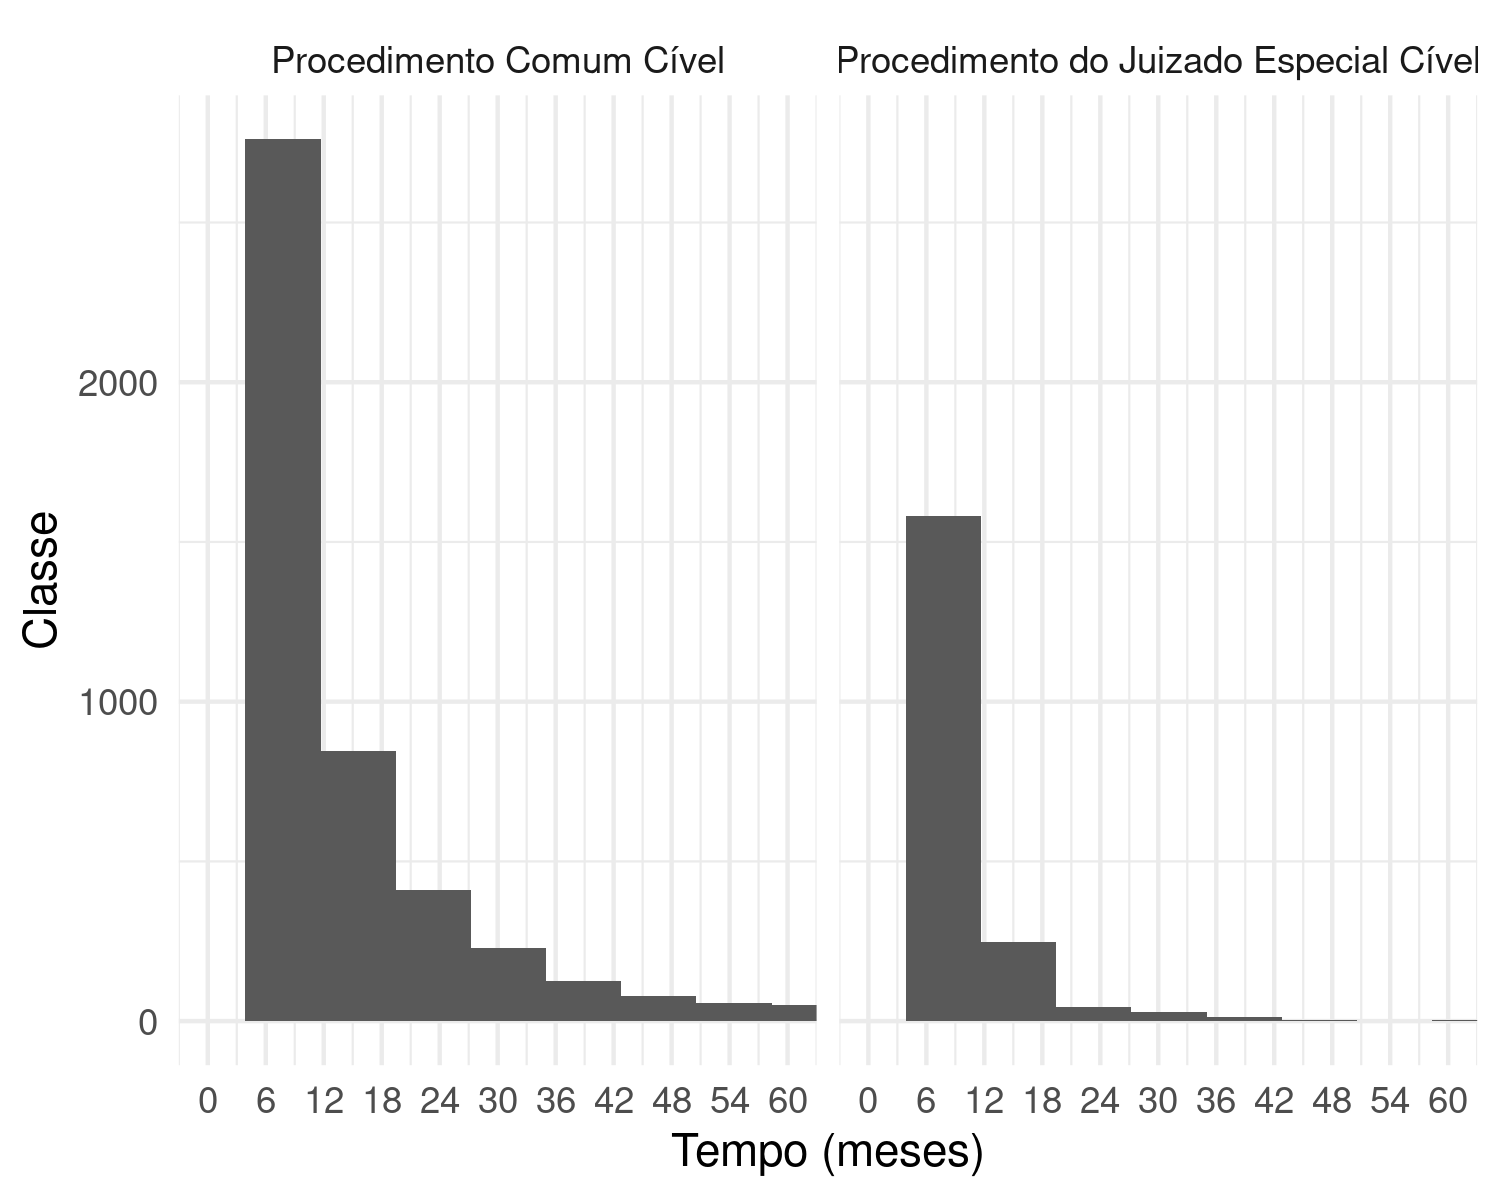 Procedimento Comum Cível
Procedimento do Juizado Especial Cível
Classe
2000
1000
0
0 6 12 18 24 30 36 42 48 54 60
0 6 12 18 24 30 36 42 48 54 60
Tempo (meses)